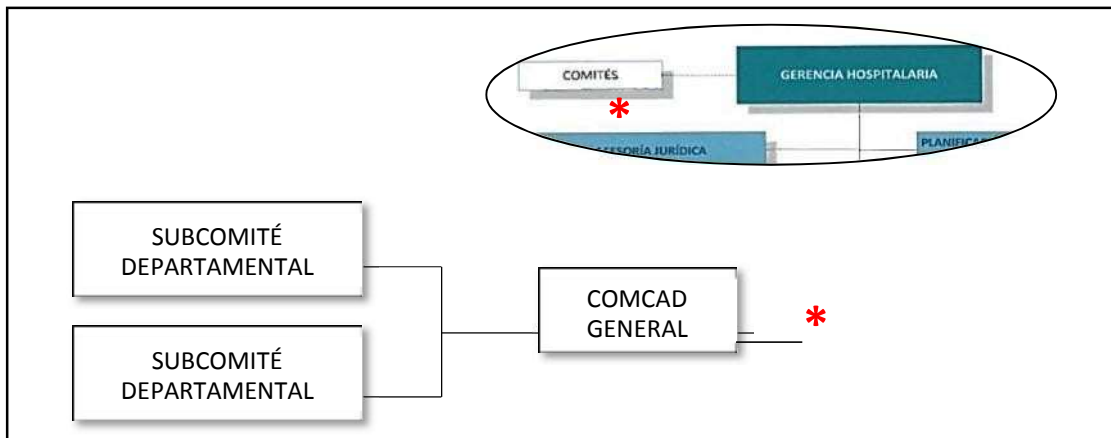 COMITÉS
GERENCIA HOSPITALARIA
*
ASESORÍA JURÍDICA
SUBCOMITÉ
DEPARTAMENTAL
COMCAD
GENERAL
*
SUBCOMITÉ
DEPARTAMENTAL